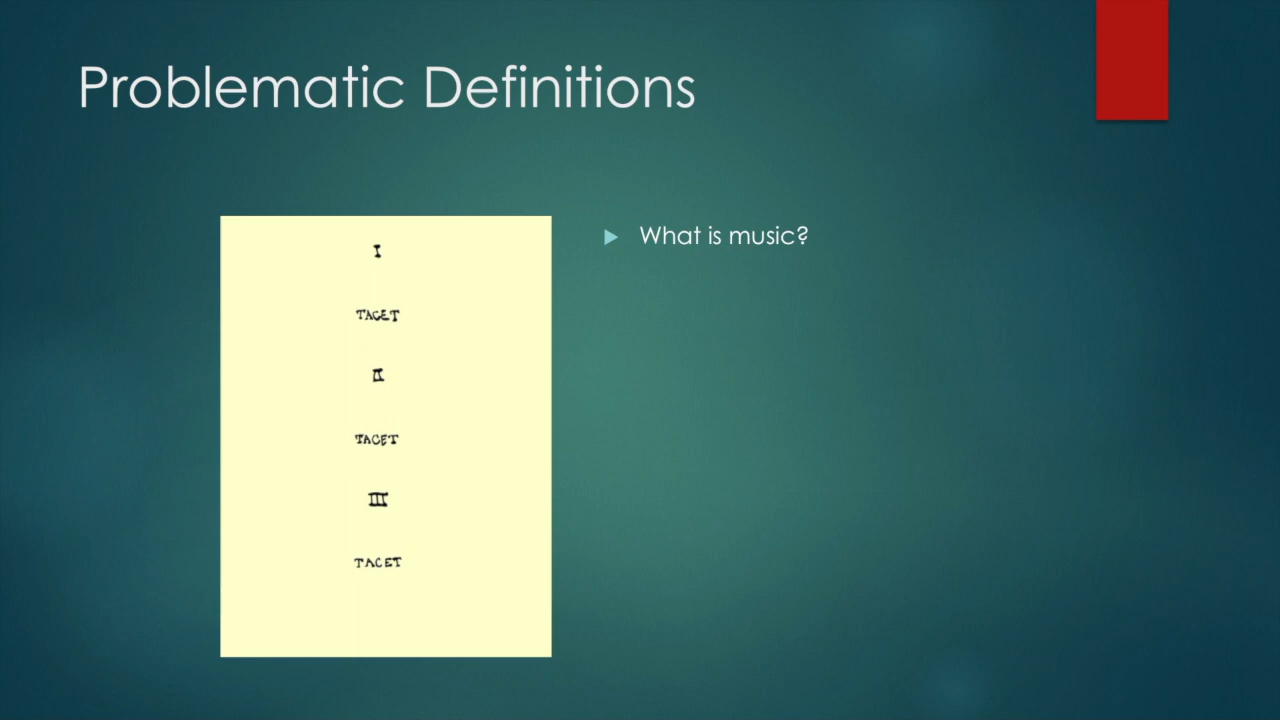 Problematic Definitions
I
TACET
II
TACET
III
TACET
What is music?